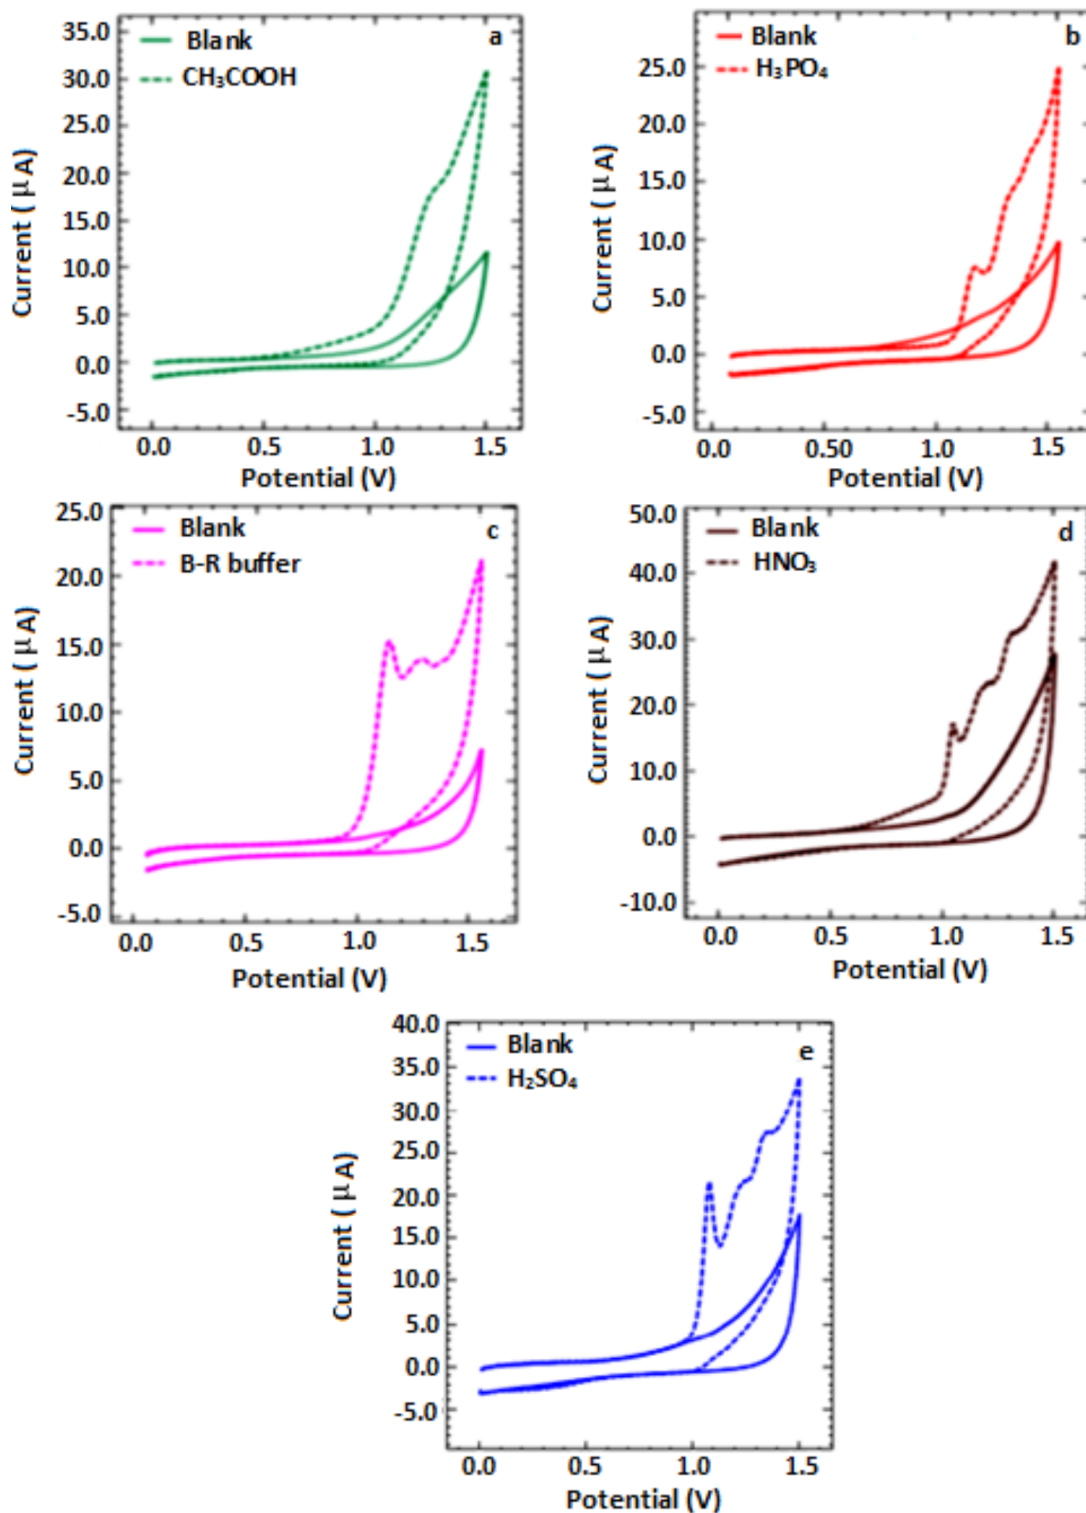 a
Blank
CH₃COOH
35.0
30.0
25.0
20.0
15.0
10.0
5.0
0.0
-5.0
Current ( μA)
0.0 0.5 1.0 1.5
Potential (V)
b
Blank
H₃PO₄
25.0
20.0
15.0
10.0
5.0
0.0
-5.0
Current ( μA)
0.0 0.50 1.0 1.5
Potential (V)
c
Blank
B-R buffer
25.0
20.0
15.0
10.0
5.0
0.0
-5.0
Current ( μA)
0.0 0.5 1.0 1.5
Potential (V)
d
Blank
HNO₃
50.0
40.0
30.0
20.0
10.0
0.0
-10.0
Current ( μA)
0.0 0.5 1.0 1.5
Potential (V)
e
Blank
H₂SO₄
40.0
35.0
30.0
25.0
20.0
15.0
10.0
5.0
0.0
-5.0
Current ( μA)
0.0 0.5 1.0 1.5
Potential (V)